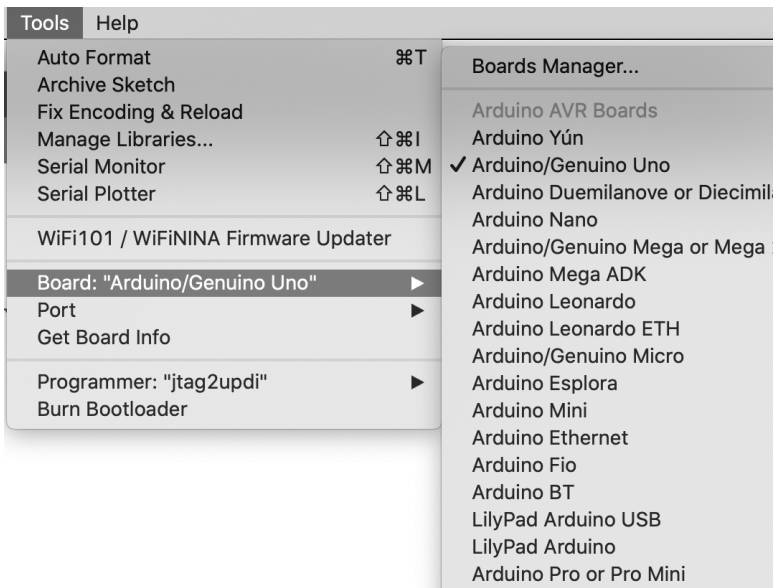 Tools Help
Auto Format ⌘T
Archive Sketch
Fix Encoding & Reload
Manage Libraries... ⇧⌘I
Serial Monitor ⇧⌘M
Serial Plotter ⇧⌘L
WiFi101 / WiFiNINA Firmware Updater
Board: "Arduino/Genuino Uno" ▶
Port ▶
Get Board Info
Programmer: "jtag2updi" ▶
Burn Bootloader
Boards Manager...
Arduino AVR Boards
Arduino Yún
✓ Arduino/Genuino Uno
Arduino Duemilanove or
Arduino Nano
Arduino/Genuino Mega or Mega
Arduino Mega ADK
Arduino Leonardo
Arduino Leonardo ETH
Arduino/Genuino Micro
Arduino Esplora
Arduino Mini
Arduino Ethernet
Arduino Fio
Arduino BT
LilyPad Arduino USB
LilyPad Arduino
Arduino Pro or Pro Mini